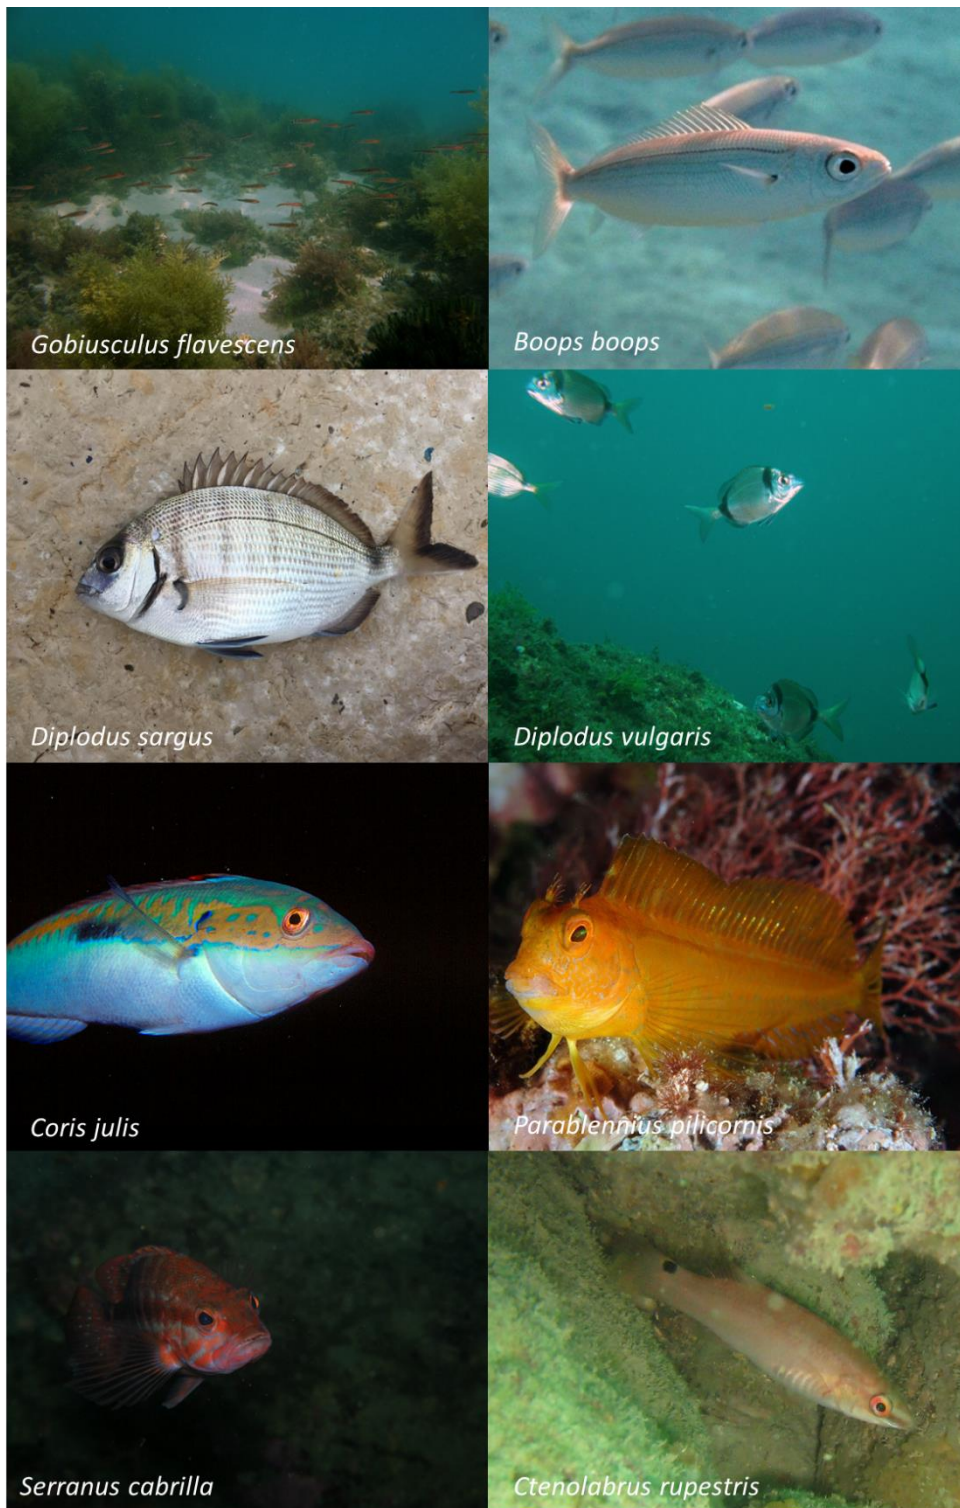 Gobiusculus flavescens
Boops boops
Diplodus sargus
Diplodus vulgaris
Coris julis
Parablennius pilicornis
Serranus cabrilla
Ctenolabrus rupestris